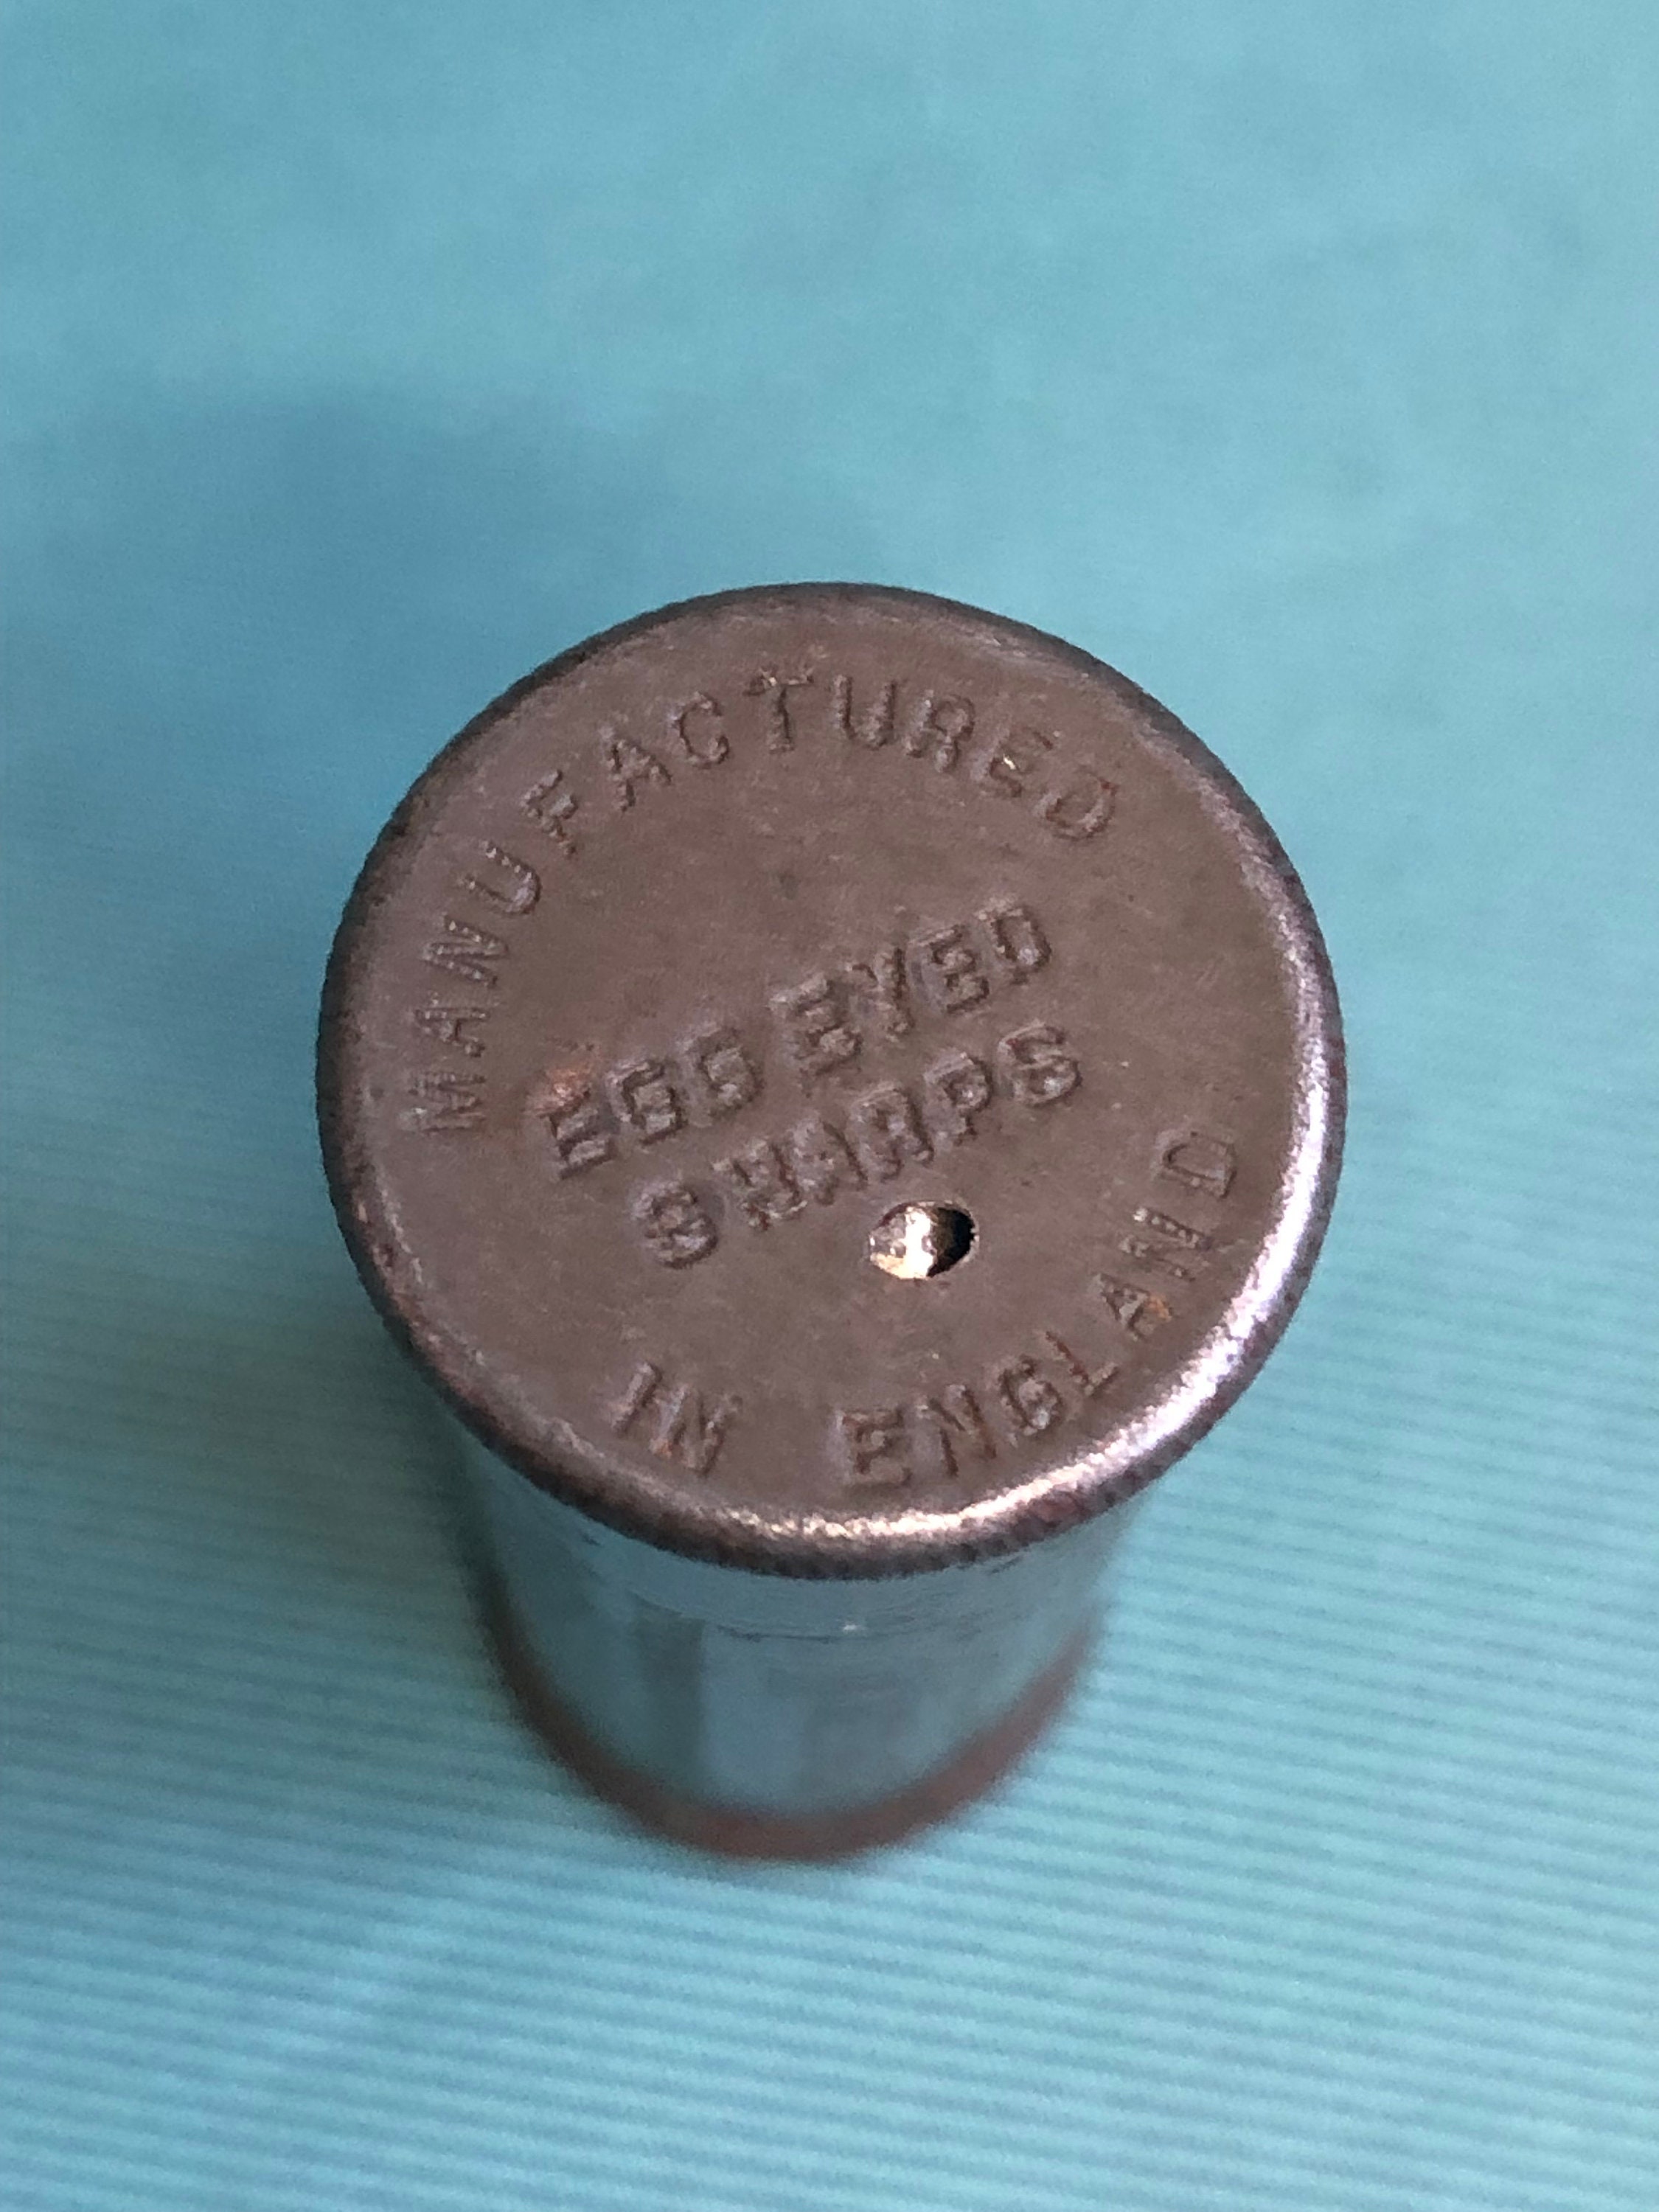 MANUFACTURED
EGG EYED
SHARPS
IN ENGLAND